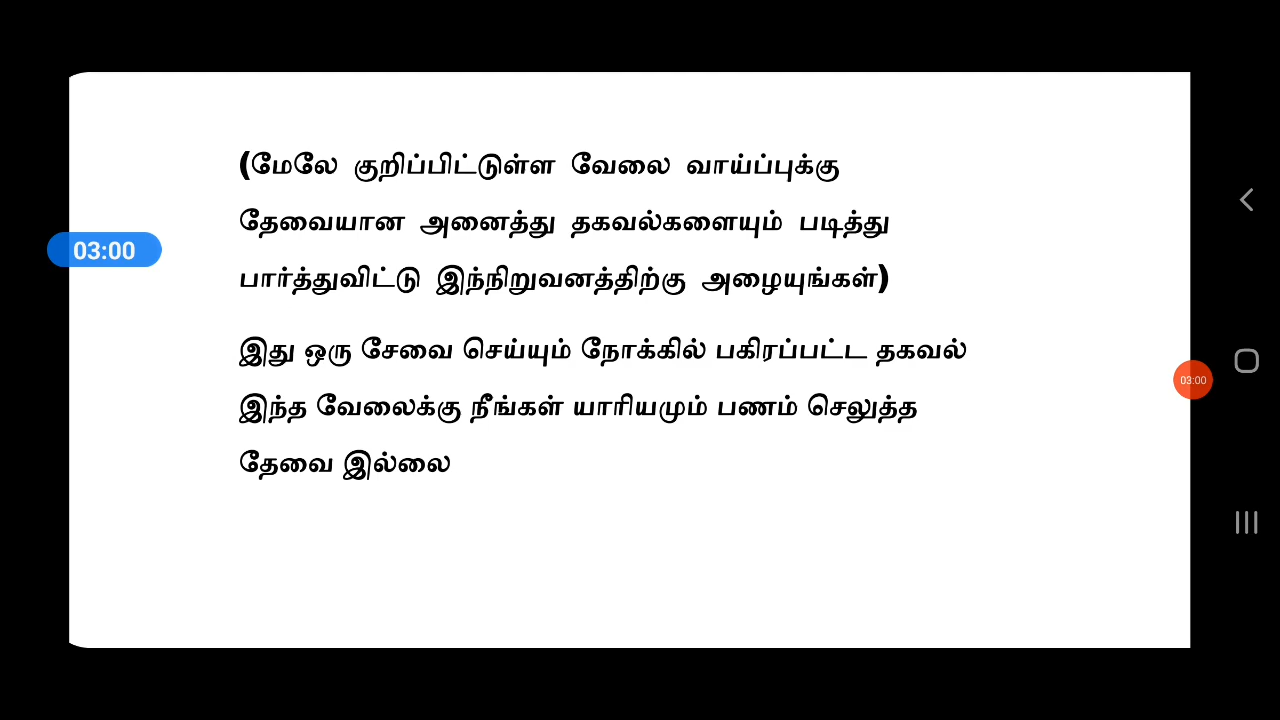 (மேலே குறிப்பிட்டுள்ள வேலை வாய்ப்புக்கு
தேவையான அனைத்து தகவல்களையும் படித்து
பார்த்துவிட்டு இந்நிறுவனத்திற்கு அழையுங்கள்)
இது ஒரு சேவை செய்யும் நோக்கில் பகிரப்பட்ட தகவல்
இந்த வேலைக்கு நீங்கள் யாரியமும் பணம் செலுத்த
தேவை இல்லை
03:00
03:00